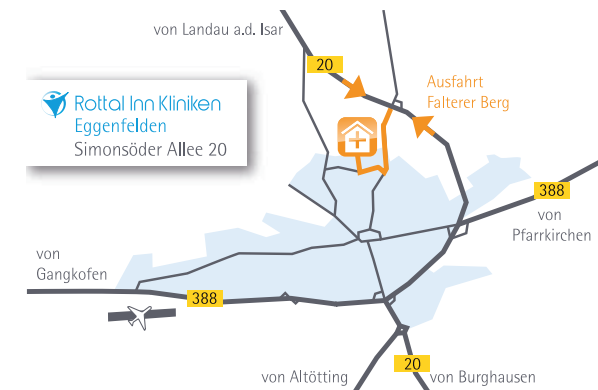 von Landau a.d. Isar
20
Ausfahrt
Falterer Berg
Rottal Inn Kliniken
Eggenfelden
Simonsöder Allee 20
388
von
Pfarrkirchen
von
Gangkofen
388
20
von Altötting
von Burghausen